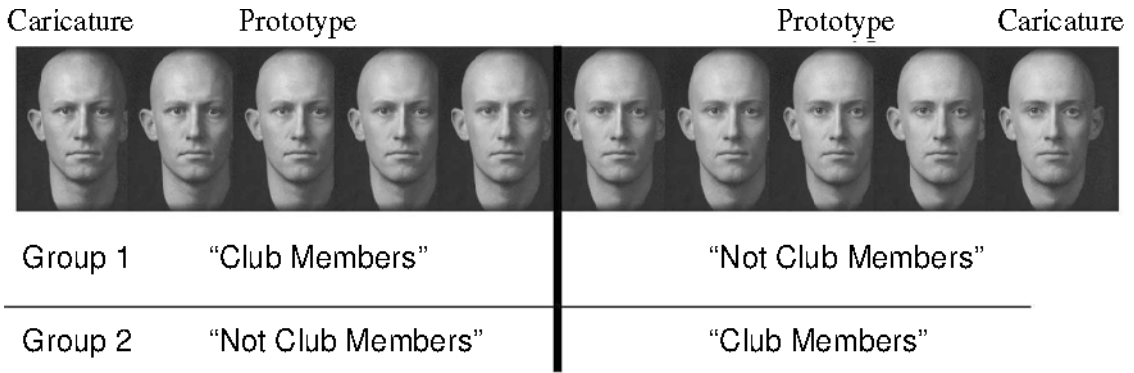 Caricature Prototype Prototype Caricature
Group 1 “Club Members” “Not Club Members”
Group 2 “Not Club Members” “Club Members”